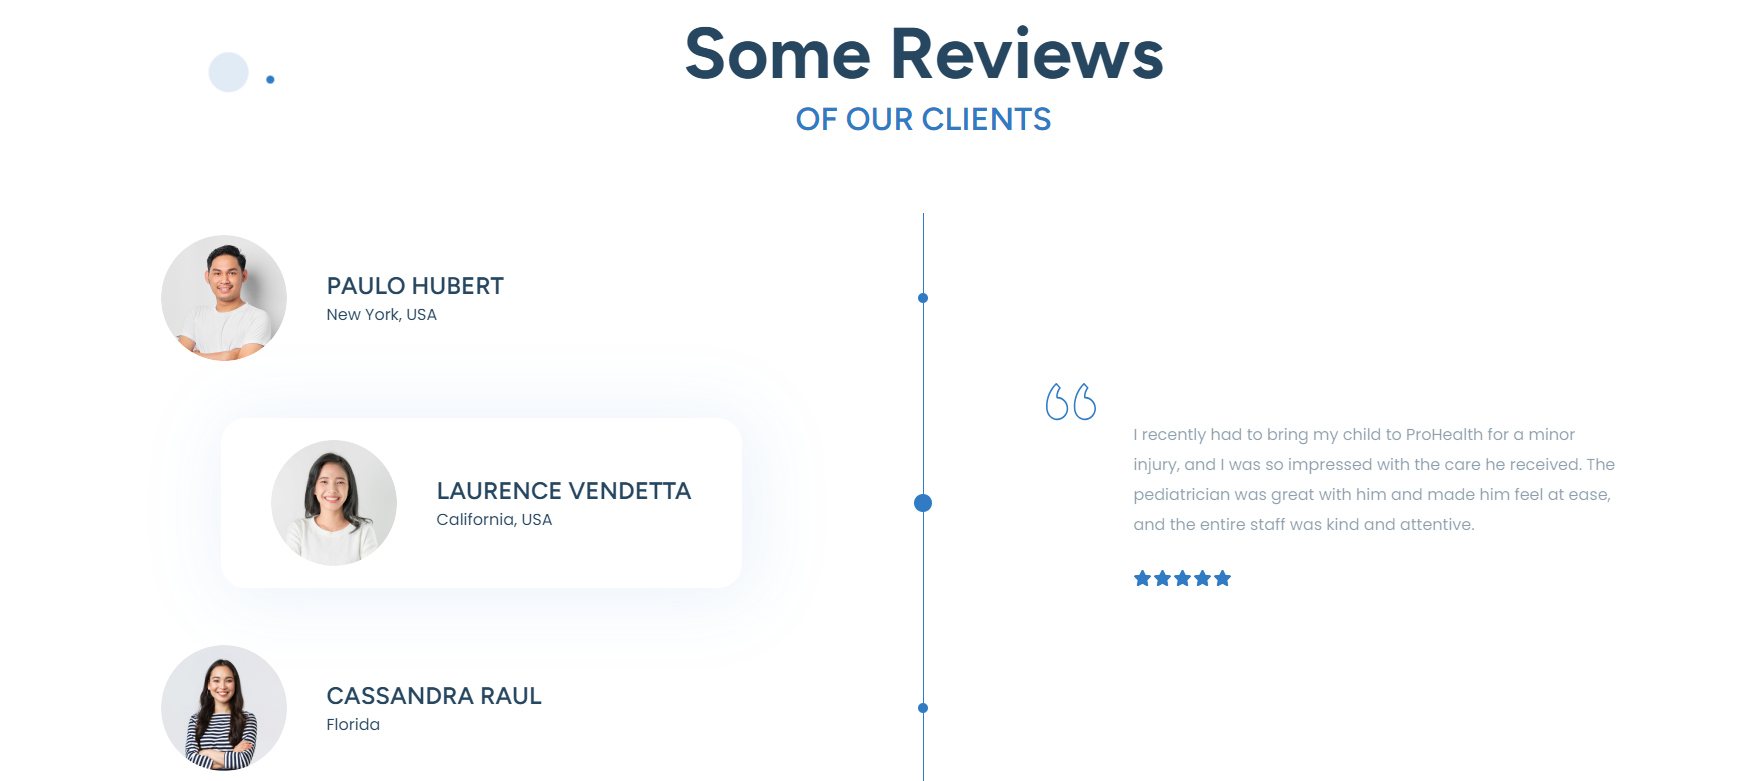 Some Reviews
OF OUR CLIENTS
PAULO HUBERT
New York, USA
LAURENCE VENDETTA
California, USA
CASSANDRA RAUL
Florida
I recently had to bring my child to ProHealth for a minor
injury, and I was so impressed with the care he received. The
pediatrician was great with him and made him feel at ease,
and the entire staff was kind and attentive.